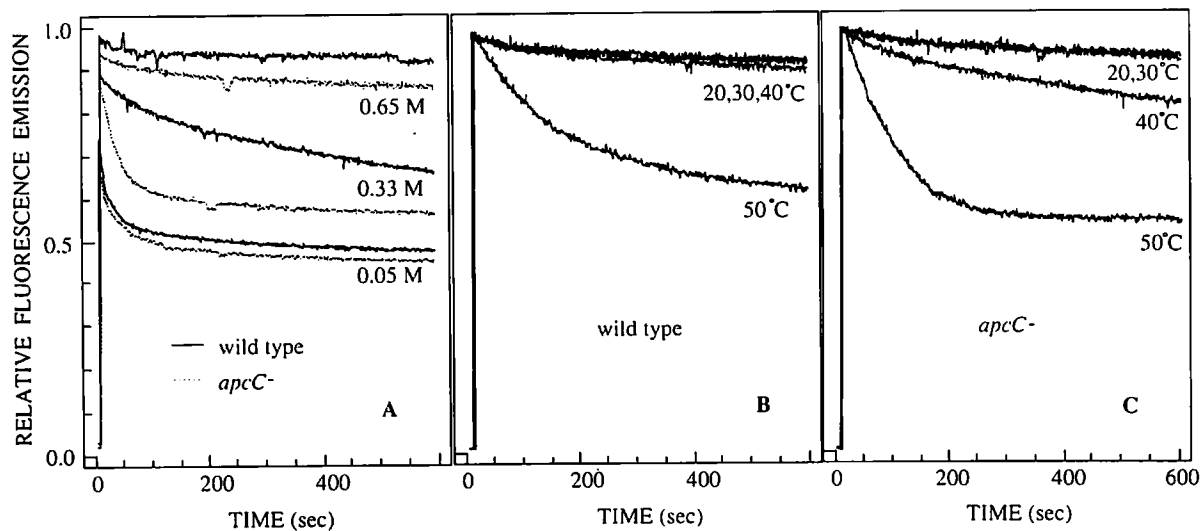 RELATIVE FLUORESCENCE EMISSION
1.0
0.5
0.0
0.65 M
0.33 M
0.05 M
wild type
apcC-
A
0
200
400
TIME (sec)
20,30,40°C
50°C
wild type
B
0
200
400
TIME (sec)
20,30°C
40°C
50°C
apcC-
C
0
200
400
600
TIME (sec)